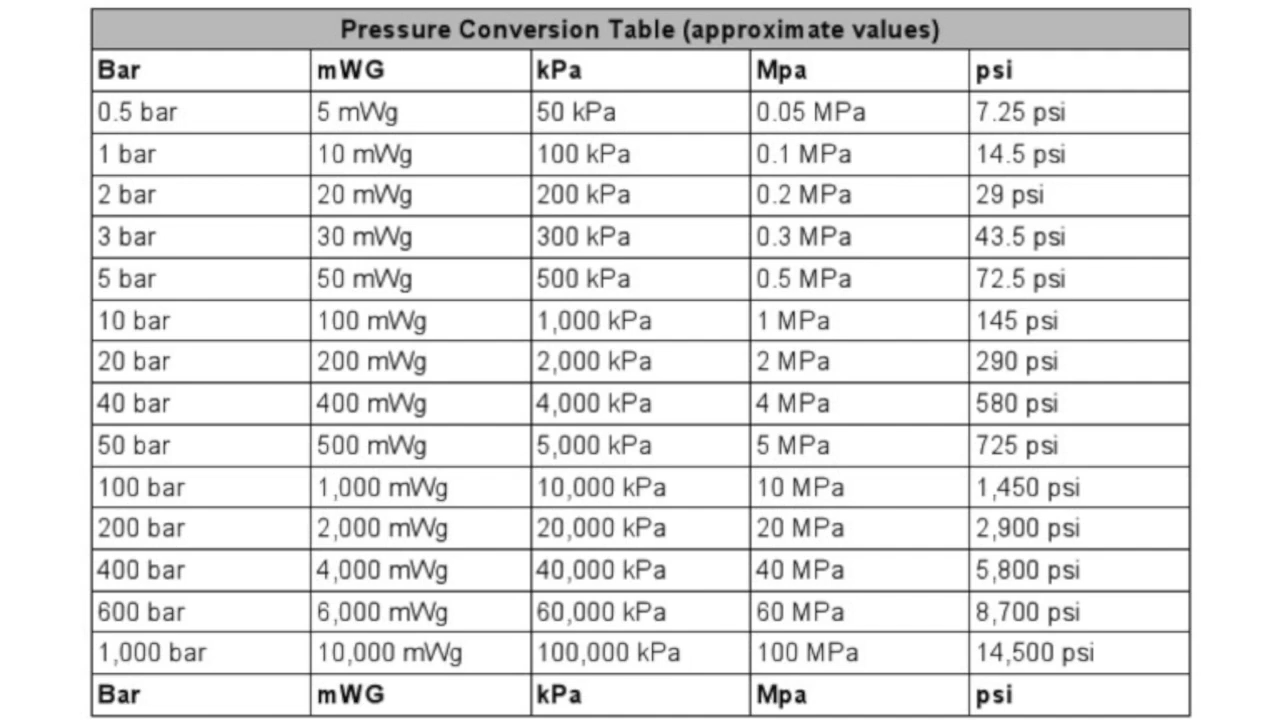 Pressure Conversion Table (approximate values)
Bar mWG kPa Mpa psi
0.5 bar 5 mWg 50 kPa 0.05 MPa 7.25 psi
1 bar 10 mWg 100 kPa 0.1 MPa 14.5 psi
2 bar 20 mWg 200 kPa 0.2 MPa 29 psi
3 bar 30 mWg 300 kPa 0.3 MPa 43.5 psi
5 bar 50 mWg 500 kPa 0.5 MPa 72.5 psi
10 bar 100 mWg 1,000 kPa 1 MPa 145 psi
20 bar 200 mWg 2,000 kPa 2 MPa 290 psi
40 bar 400 mWg 4,000 kPa 4 MPa 580 psi
50 bar 500 mWg 5,000 kPa 5 MPa 725 psi
100 bar 1,000 mWg 10,000 kPa 10 MPa 1,450 psi
200 bar 2,000 mWg 20,000 kPa 20 MPa 2,900 psi
400 bar 4,000 mWg 40,000 kPa 40 MPa 5,800 psi
600 bar 6,000 mWg 60,000 kPa 60 MPa 8,700 psi
1,000 bar 10,000 mWg 100,000 kPa 100 MPa 14,500 psi
Bar mWG kPa Mpa psi